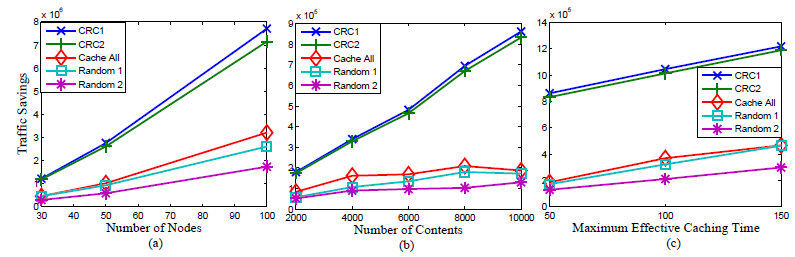 x 10^6
8
7
6
5
4
3
2
1
0
Traffic Savings
CRC1
CRC2
Cache All
Random 1
Random 2
30 40 50 60 70 80 90 100
Number of Nodes
(a)
x 10^6
9
8
7
6
5
4
3
2
1
0
CRC1
CRC2
Cache All
Random 1
Random 2
2000 4000 6000 8000 10000
Number of Contents
(b)
x 10^6
14
12
10
8
6
4
2
0
CRC1
CRC2
Cache All
Random 1
Random 2
50 100 150
Maximum Effective Caching Time
(c)